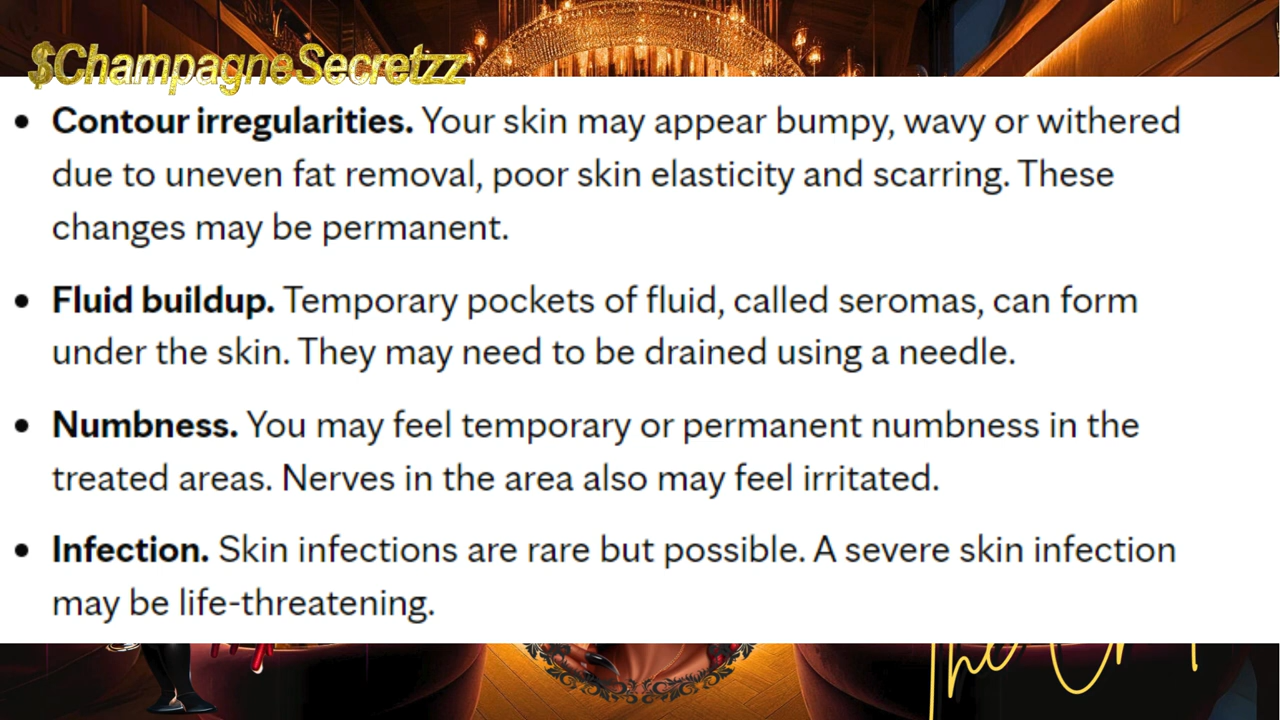 $ChampagneSecretzz
• Contour irregularities. Your skin may appear bumpy, wavy or withered
due to uneven fat removal, poor skin elasticity and scarring. These
changes may be permanent.
• Fluid buildup. Temporary pockets of fluid, called seromas, can form
under the skin. They may need to be drained using a needle.
• Numbness. You may feel temporary or permanent numbness in the
treated areas. Nerves in the area also may feel irritated.
• Infection. Skin infections are rare but possible. A severe skin infection
may be life-threatening.
The